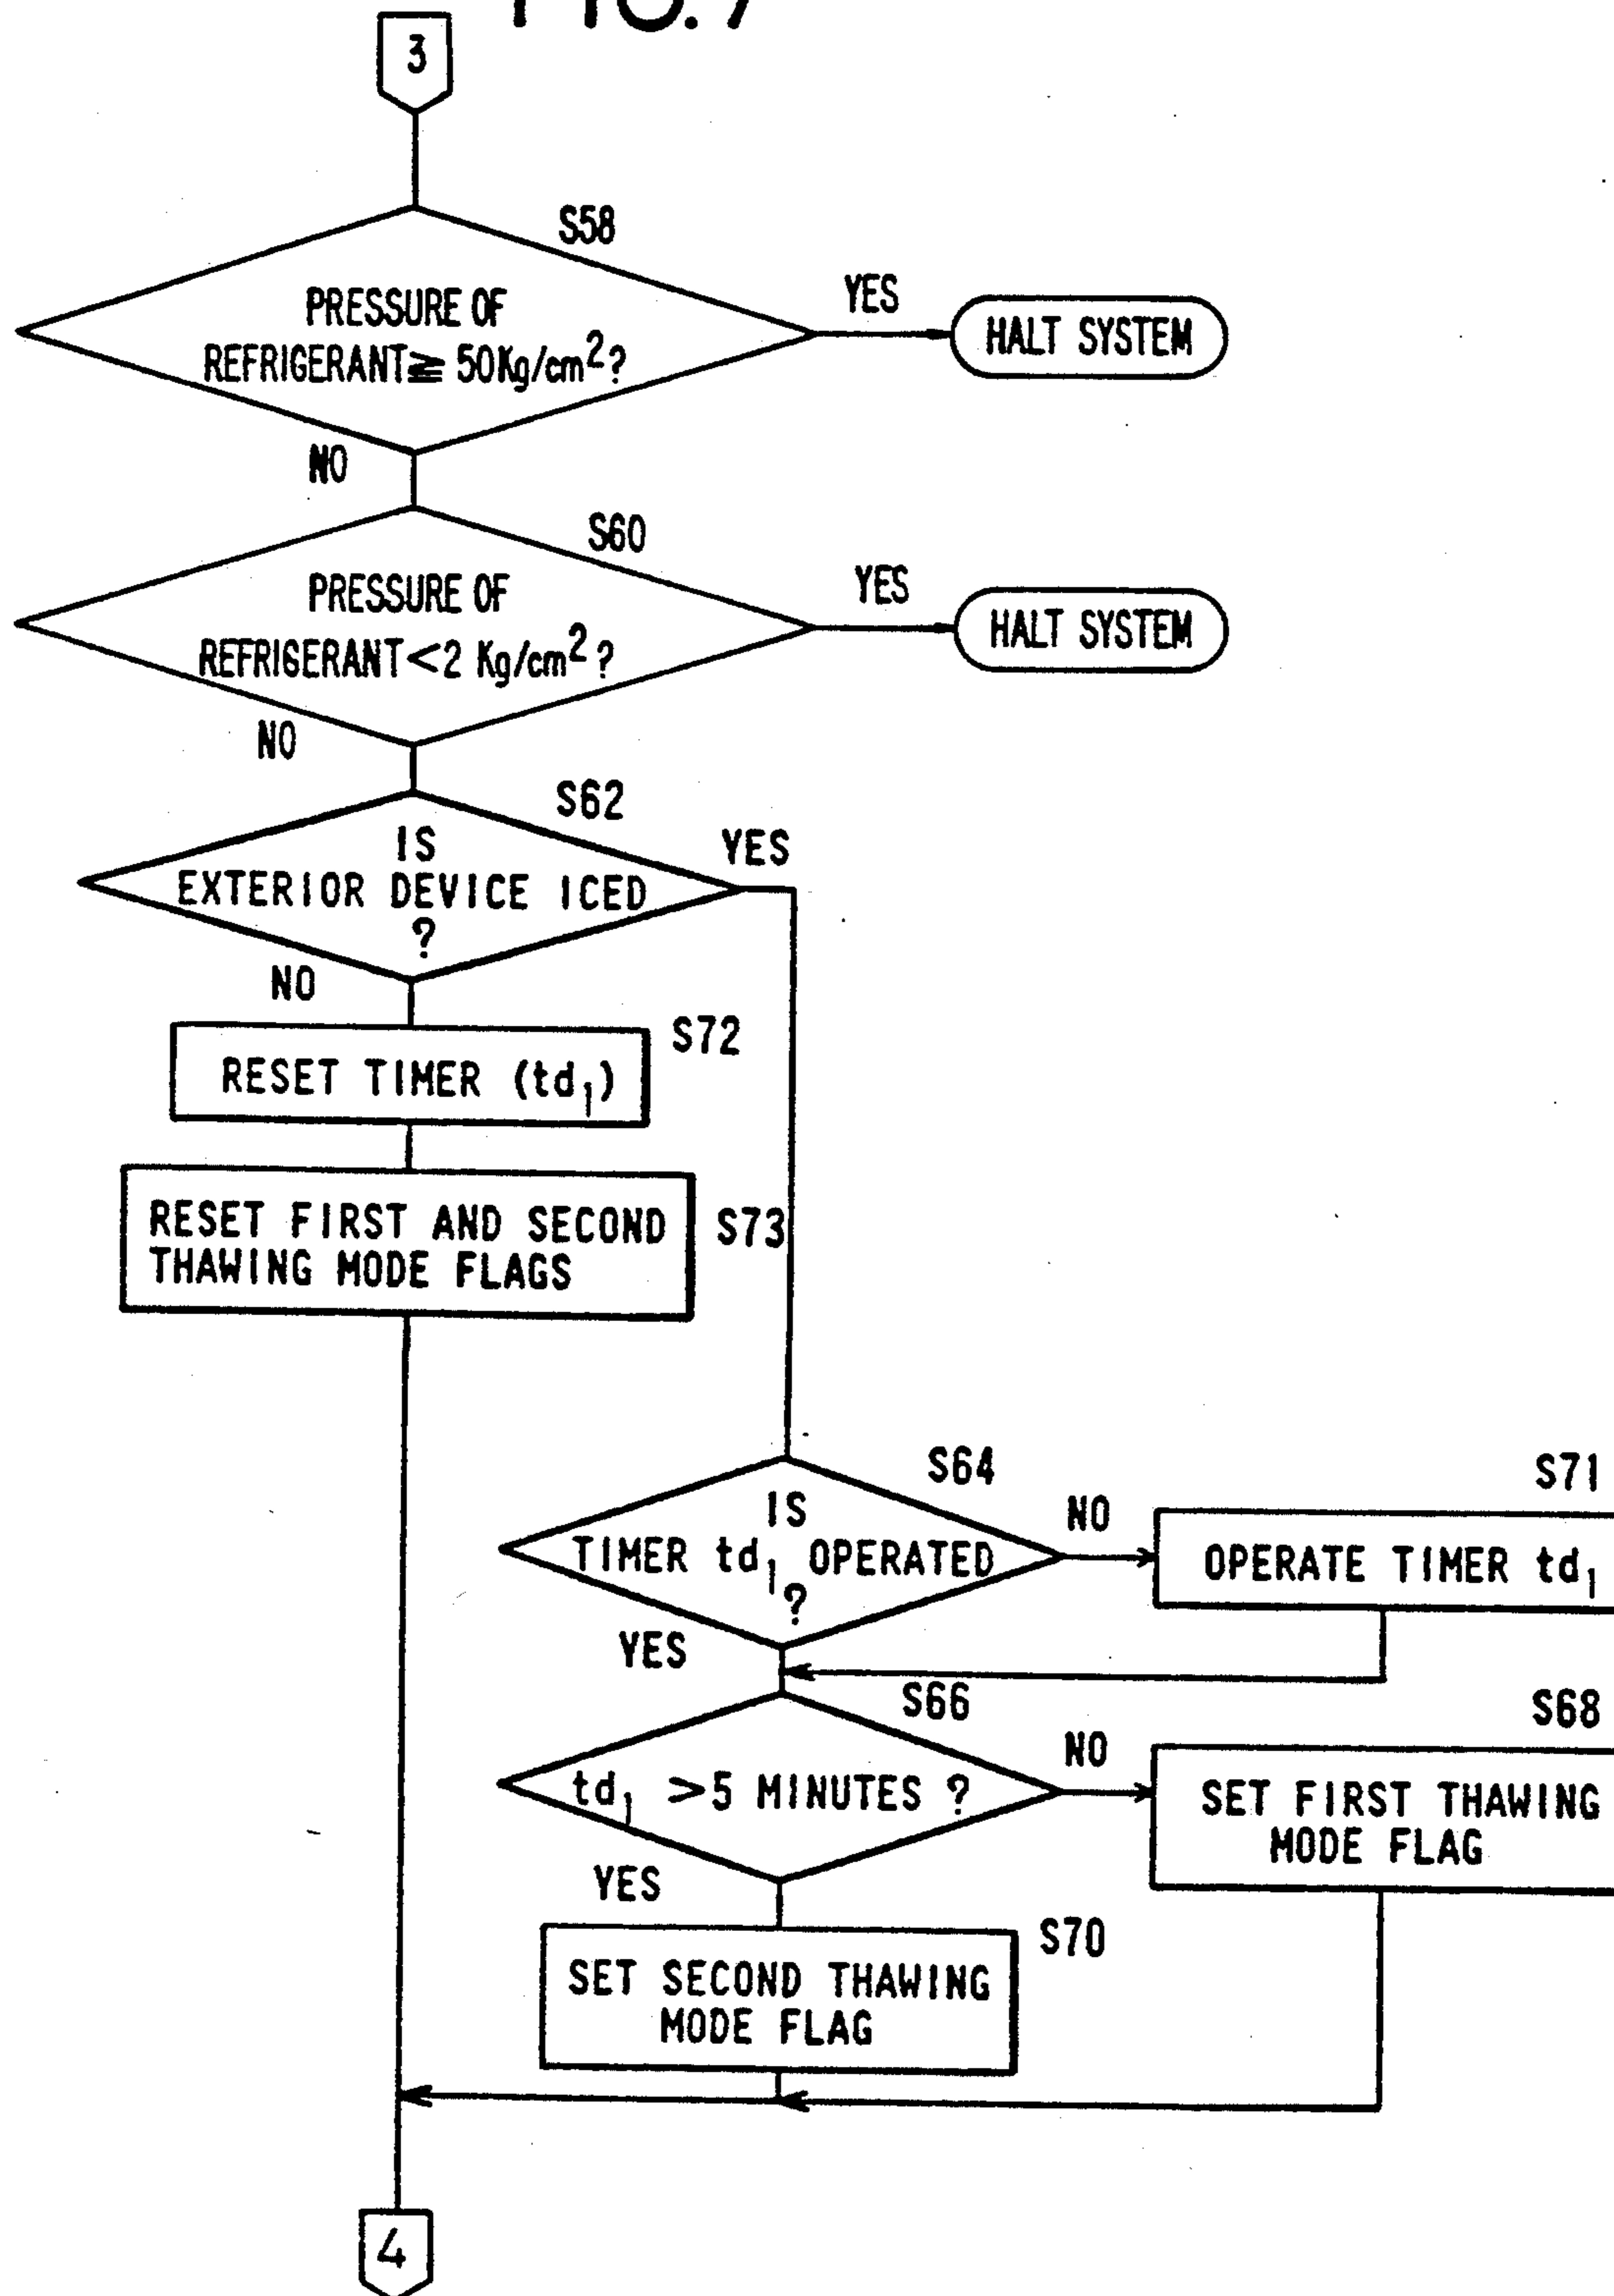 FIG. 7
3
S58
PRESSURE OF
REFRIGERANT≧ 50Kg/cm²?
YES
HALT SYSTEM
NO
S60
PRESSURE OF
REFRIGERANT<2 Kg/cm²?
YES
HALT SYSTEM
NO
S62
IS
EXTERIOR DEVICE ICED
?
YES
NO
S72
RESET TIMER (td₁)
RESET FIRST AND SECOND
THAWING MODE FLAGS
S73
S64
IS
TIMER td₁ OPERATED
?
NO
S71
OPERATE TIMER td₁
YES
S66
td₁ >5 MINUTES ?
NO
S68
SET FIRST THAWING
MODE FLAG
YES
S70
SET SECOND THAWING
MODE FLAG
4